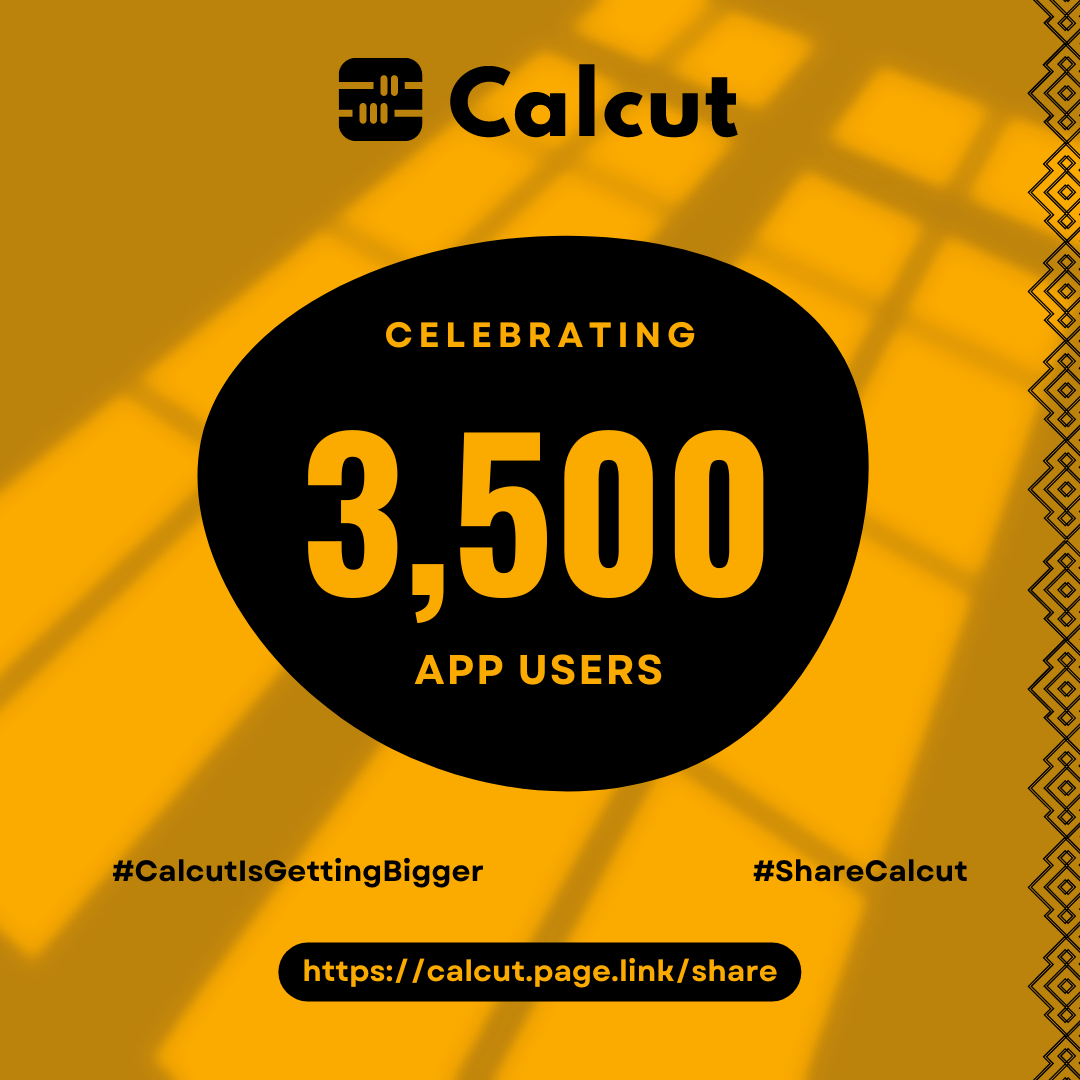 Calcut
CELEBRATING
3,500
APP USERS
#CalcutIsGettingBigger
#ShareCalcut
https://calcut.page.link/share